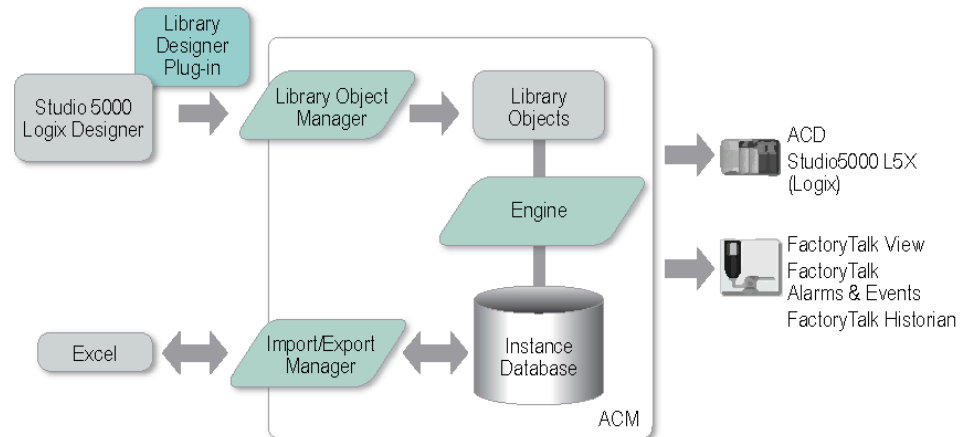 Library
Designer
Plug-in
Studio 5000
Logix Designer
Library Object
Manager
Library
Objects
ACD
Studio5000 L5X
(Logix)
Engine
FactoryTalk View
FactoryTalk
Alarms & Events
FactoryTalk Historian
Excel
Import/Export
Manager
Instance
Database
ACM